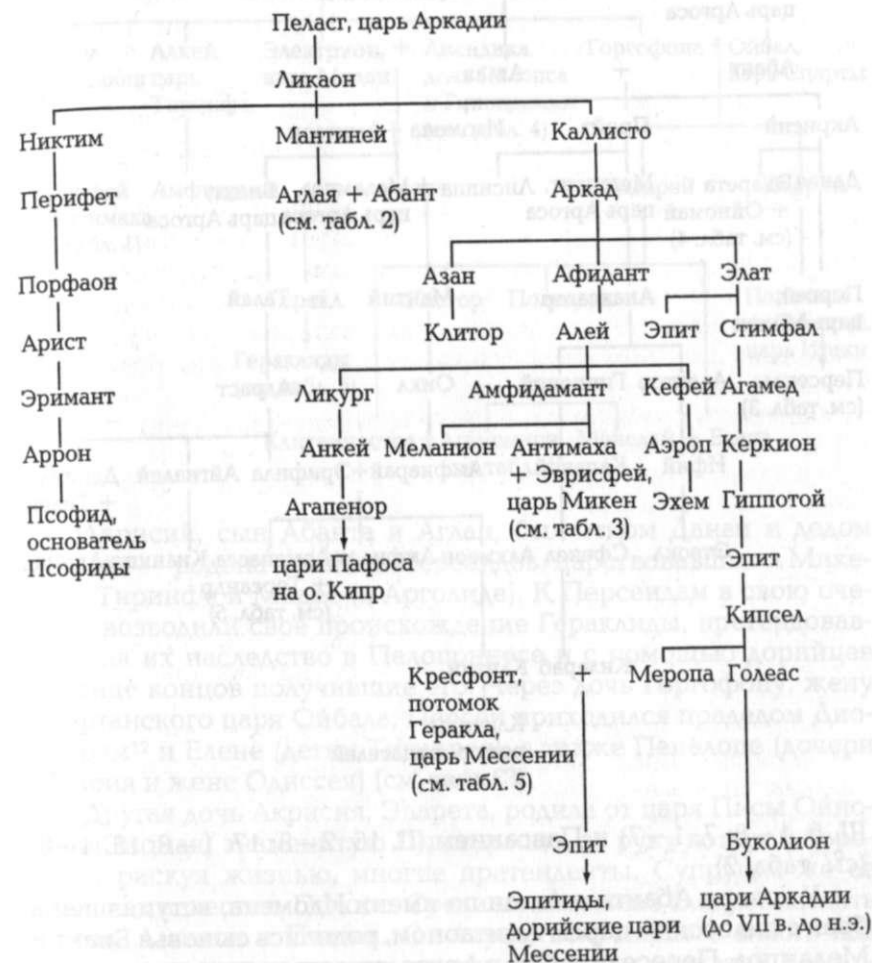 Пеласг, царь Аркадии
Ликаон
Никтим
Мантиней
Каллисто
Перифет
Аглая + Абант
(см. табл. 2)
Аркад
Порфаон
Азан
Афидант
Элат
Арист
Клитор
Алей
Эпит
Стимфал
Эримант
Ликург
Амфидамант
Кефей
Агамед
Аррон
Анкей
Меланион
Антимаха
+ Эврисфей,
царь Микен
(см. табл. 3)
Аэроп
Керкион
Псофид,
основатель
Псофиды
Агапенор
Эхем
Гиппотой
цари Пафоса
на о. Кипр
Эпит
Кипсел
Кресфонт,
потомок
Геракла,
царь Мессении
(см. табл. 5)
+
Меропа
Голеас
Эпит
Буколион
Эпитиды,
дорийские цари
Мессении
цари Аркадии
(до VII в. до н.э.)